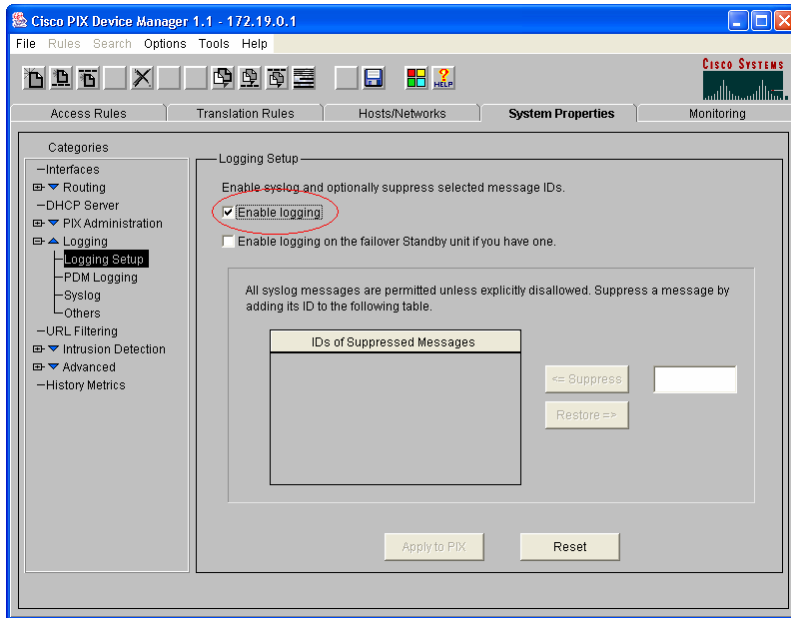 Cisco PIX Device Manager 1.1 - 172.19.0.1
File Rules Search Options Tools Help
CISCO SYSTEMS
HELP
Access Rules
Translation Rules
Hosts/Networks
System Properties
Monitoring
Categories
Interfaces
Routing
DHCP Server
PIX Administration
Logging
Logging Setup
PDM Logging
Syslog
Others
URL Filtering
Intrusion Detection
Advanced
History Metrics
Logging Setup
Enable syslog and optionally suppress selected message IDs.
Enable logging
Enable logging on the failover Standby unit if you have one.
All syslog messages are permitted unless explicitly disallowed. Suppress a message by
adding its ID to the following table.
IDs of Suppressed Messages
<= Suppress
Restore =>
Apply to PIX
Reset